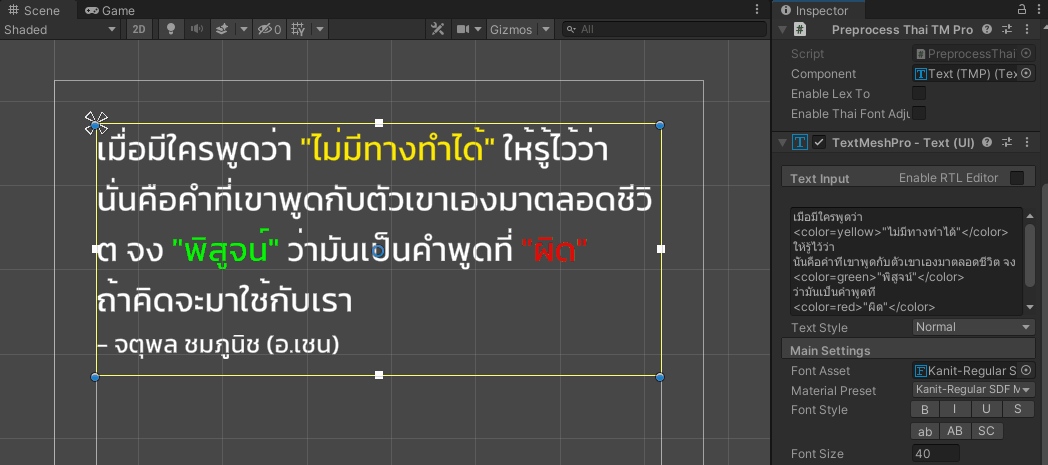 Scene
Game
Shaded
2D
0
Gizmos
All
เมื่อมีใครพูดว่า "ไม่มีทางทำได้" ให้รู้ไว้ว่า
นั่นคือคำที่เขาพูดกับตัวเขาเองมาตลอดชีวิ
ต จง "พิสูจน์" ว่ามันเป็นคำพูดที่ "ผิด"
ถ้าคิดจะมาใช้กับเรา
– จตุพล ชมภูนิช (อ.เชน)
Inspector
Preprocess Thai TM Pro
Script
PreprocessThai
Component
Text (TMP) (Te
Enable Lex To
Enable Thai Font Adju
TextMeshPro - Text (UI)
Text Input
Enable RTL Editor
เมื่อมีใครพูดว่า
<color=yellow>"ไม่มีทางทำได้"</color>
ให้รู้ไว้ว่า
นั่นคือคำที่เขาพูดกับตัวเขาเองมาตลอดชีวิต จง
<color=green>"พิสูจน์"</color>
ว่ามันเป็นคำพูดที่
<color=red>"ผิด"</color>
Text Style
Normal
Main Settings
Font Asset
Kanit-Regular S
Material Preset
Kanit-Regular SDF M
Font Style
B I U S
ab AB SC
Font Size
40